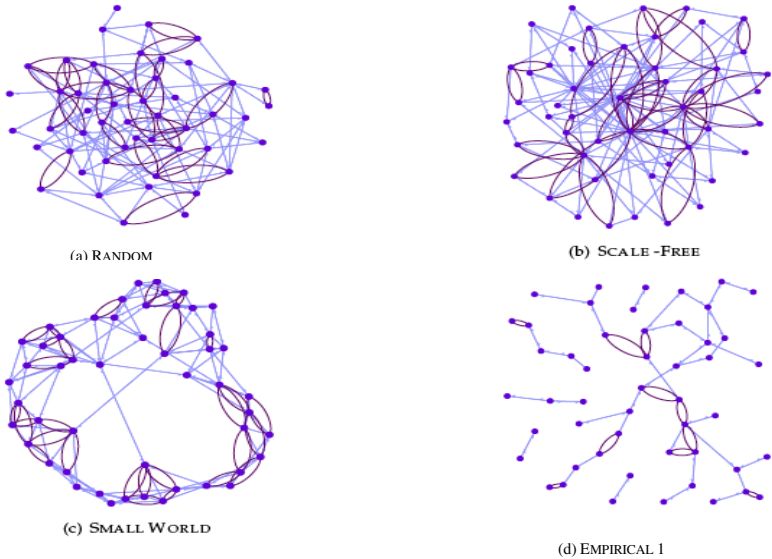 (a) RANDOM
(b) SCALE -FREE
(c) SMALL WORLD
(d) EMPIRICAL 1